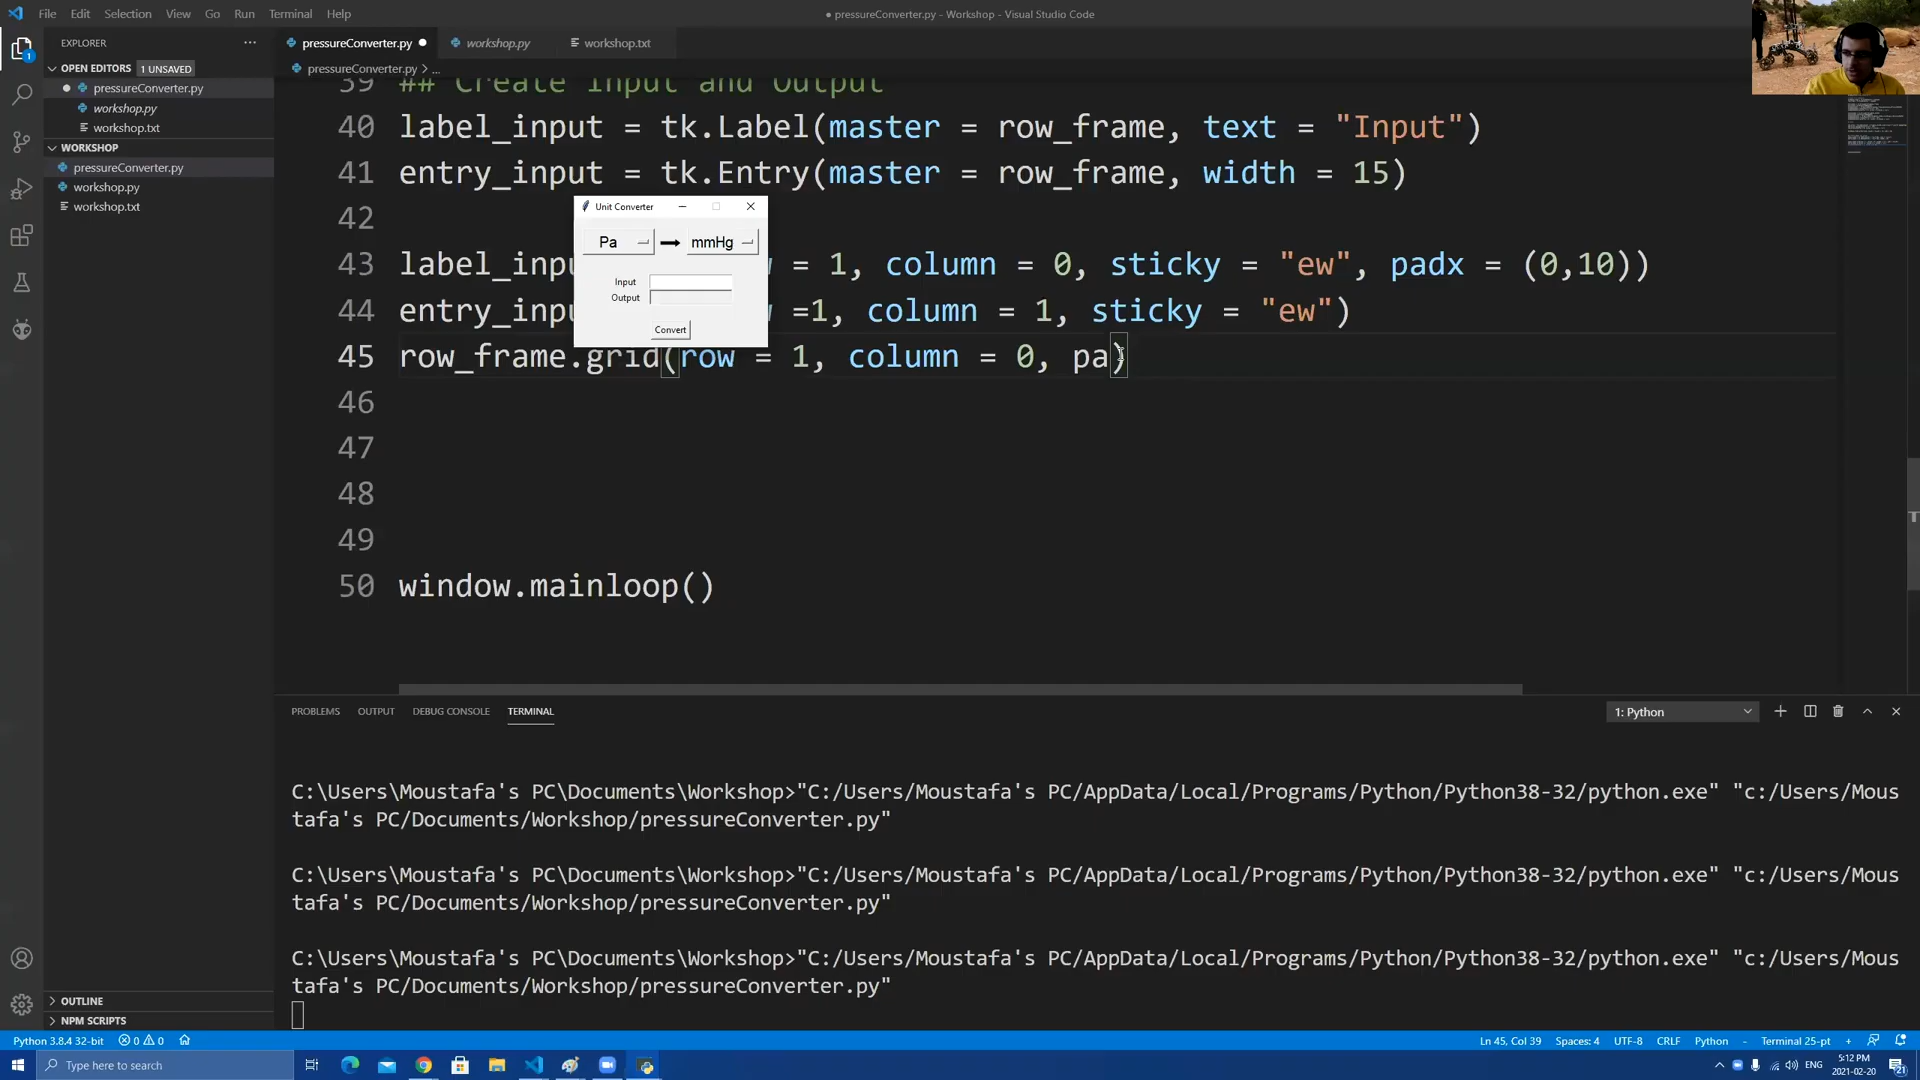 File Edit Selection View Go Run Terminal Help
pressureConverter.py - Workshop - Visual Studio Code
EXPLORER
OPEN EDITORS 1 UNSAVED
pressureConverter.py
workshop.py
workshop.txt
WORKSHOP
pressureConverter.py
workshop.py
workshop.txt
OUTLINE
NPM SCRIPTS
pressureConverter.py workshop.py workshop.txt
pressureConverter.py > ...
39 ## Create Input and Output
40 label_input = tk.Label(master = row_frame, text = "Input")
41 entry_input = tk.Entry(master = row_frame, width = 15)
42
43 label_inpu = 1, column = 0, sticky = "ew", padx = (0,10))
44 entry_inpu =1, column = 1, sticky = "ew")
45 row_frame.grid(row = 1, column = 0, pa)
46
47
48
49
50 window.mainloop()
Unit Converter
Pa mmHg
Input
Output
Convert
PROBLEMS OUTPUT DEBUG CONSOLE TERMINAL
1: Python
C:\Users\Moustafa's PC\Documents\Workshop>"C:/Users/Moustafa's PC/AppData/Local/Programs/Python/Python38-32/python.exe" "c:/Users/Mous
tafa's PC/Documents/Workshop/pressureConverter.py"
C:\Users\Moustafa's PC\Documents\Workshop>"C:/Users/Moustafa's PC/AppData/Local/Programs/Python/Python38-32/python.exe" "c:/Users/Mous
tafa's PC/Documents/Workshop/pressureConverter.py"
C:\Users\Moustafa's PC\Documents\Workshop>"C:/Users/Moustafa's PC/AppData/Local/Programs/Python/Python38-32/python.exe" "c:/Users/Mous
tafa's PC/Documents/Workshop/pressureConverter.py"
Python 3.8.4 32-bit 0 0 Ln 45, Col 39 Spaces: 4 UTF-8 CRLF Python Terminal 25-pt
Type here to search
ENG
5:12 PM
2021-02-20
21